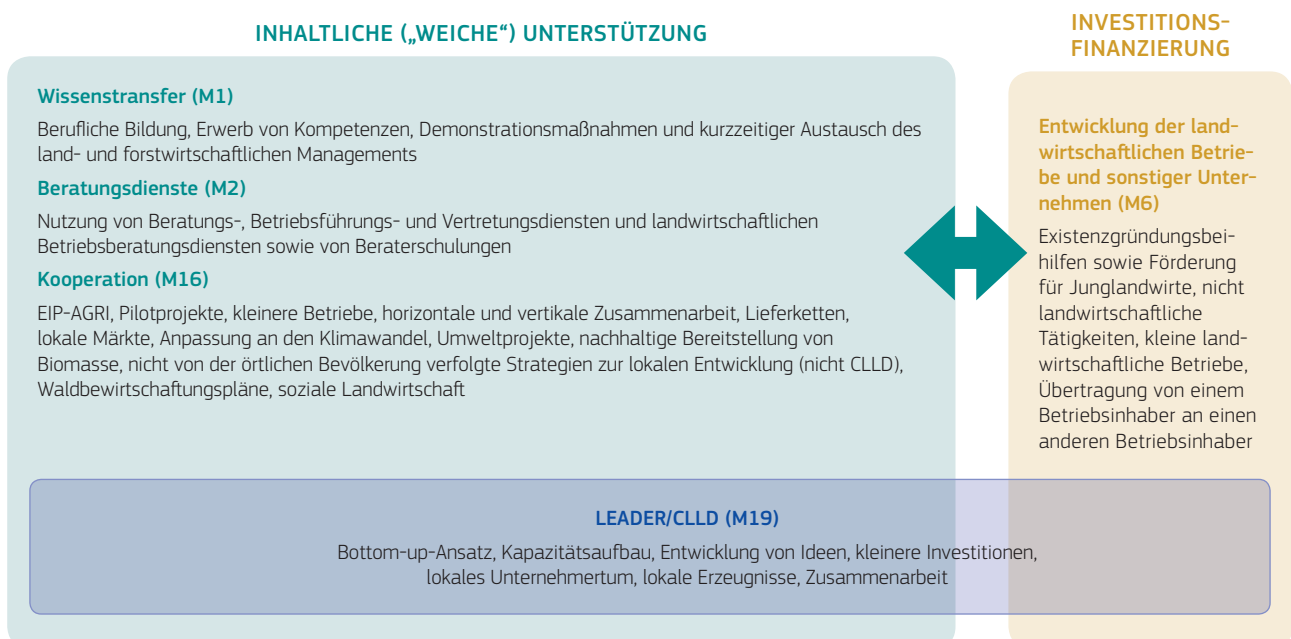 INHALTLICHE („WEICHE“) UNTERSTÜTZUNG
Wissenstransfer (M1)
Berufliche Bildung, Erwerb von Kompetenzen, Demonstrationsmaßnahmen und kurzzeitiger Austausch des
land- und forstwirtschaftlichen Managements
Beratungsdienste (M2)
Nutzung von Beratungs-, Betriebsführungs- und Vertretungsdiensten und landwirtschaftlichen
Betriebsberatungsdiensten sowie von Beraterschulungen
Kooperation (M16)
EIP-AGRI, Pilotprojekte, kleinere Betriebe, horizontale und vertikale Zusammenarbeit, Lieferketten,
lokale Märkte, Anpassung an den Klimawandel, Umweltprojekte, nachhaltige Bereitstellung von
Biomasse, nicht von der örtlichen Bevölkerung verfolgte Strategien zur lokalen Entwicklung (nicht CLLD),
Waldbewirtschaftungspläne, soziale Landwirtschaft
INVESTITIONS-
FINANZIERUNG
Entwicklung der land-
wirtschaftlichen Betrie-
be und sonstiger Unter-
nehmen (M6)
Existenzgründungsbei-
hilfen sowie Förderung
für Junglandwirte, nicht
landwirtschaftliche
Tätigkeiten, kleine land-
wirtschaftliche Betriebe,
Übertragung von einem
Betriebsinhaber an einen
anderen Betriebsinhaber
LEADER/CLLD (M19)
Bottom-up-Ansatz, Kapazitätsaufbau, Entwicklung von Ideen, kleinere Investitionen,
lokales Unternehmertum, lokale Erzeugnisse, Zusammenarbeit